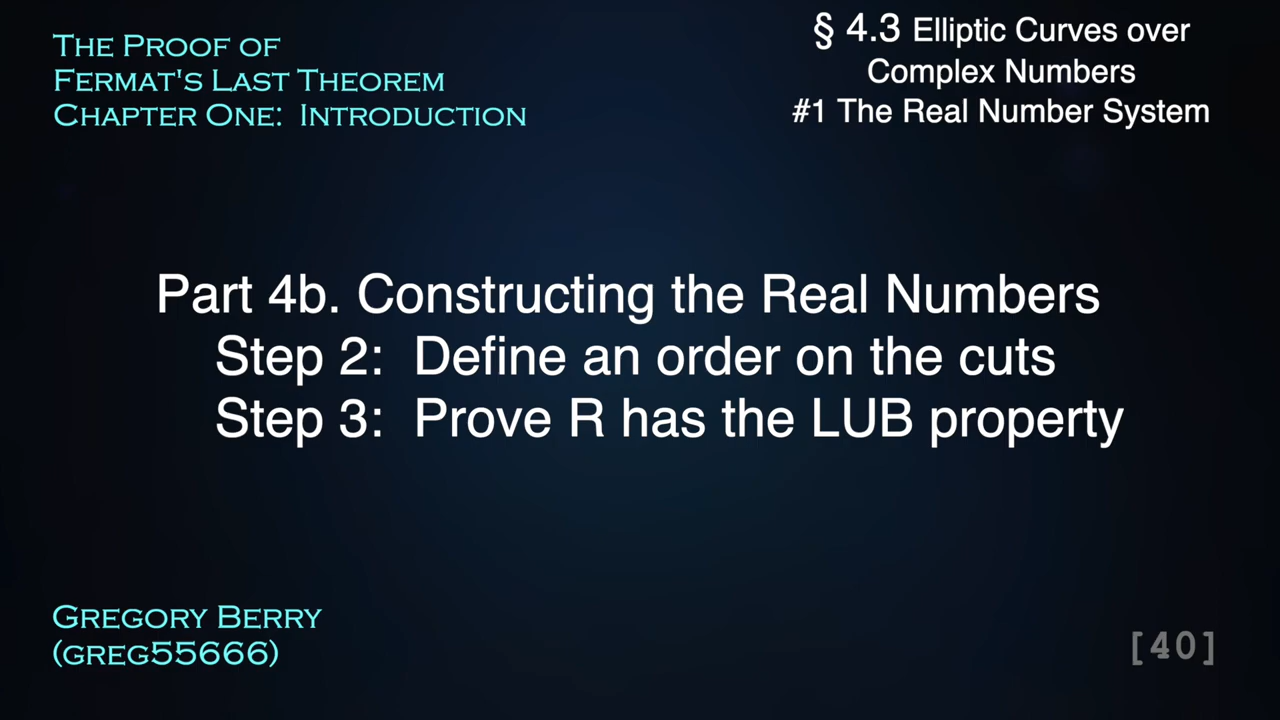 The Proof of
Fermat's Last Theorem
Chapter One: Introduction
§ 4.3 Elliptic Curves over
Complex Numbers
#1 The Real Number System
Part 4b. Constructing the Real Numbers
Step 2: Define an order on the cuts
Step 3: Prove R has the LUB property
Gregory Berry
(greg55666)
[40]